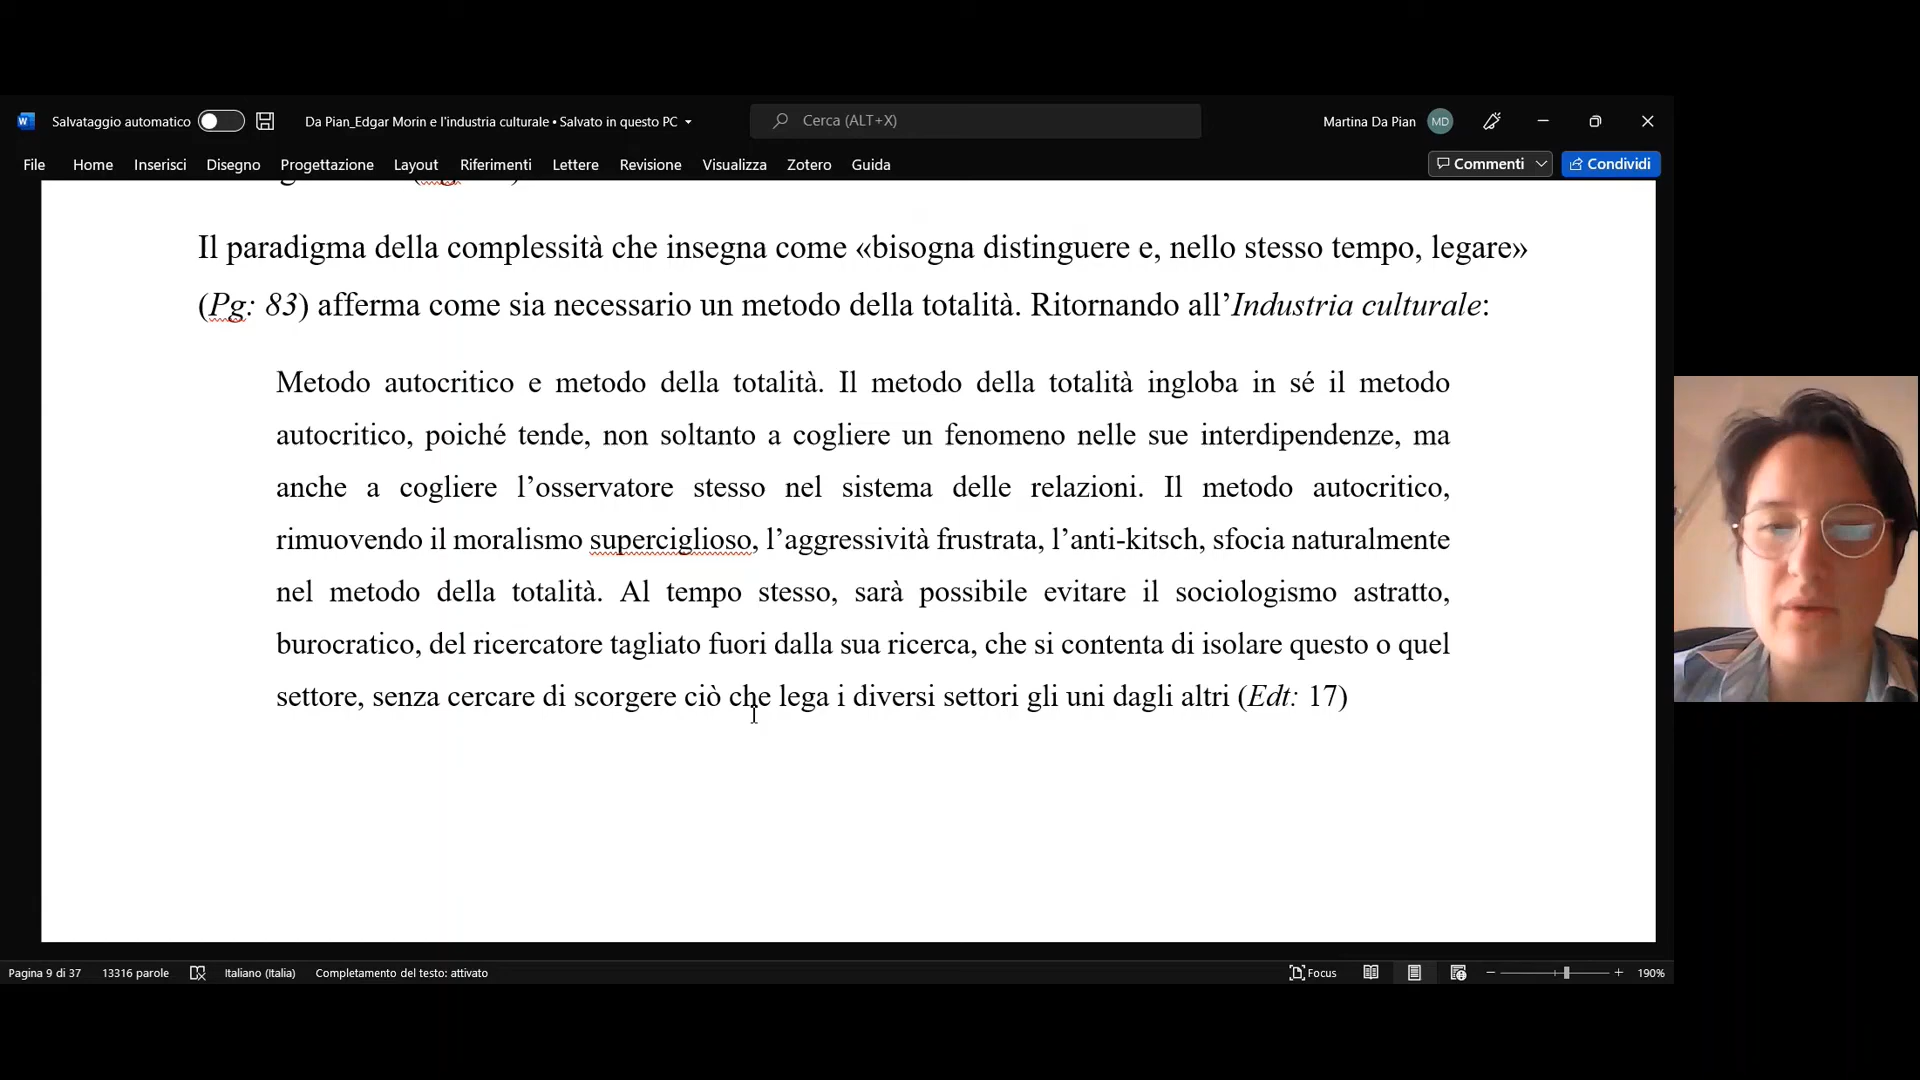 Salvataggio automatico
Da Pian_Edgar Morin e l'industria culturale • Salvato in questo PC
Cerca (ALT+X)
Martina Da Pian MD
File Home Inserisci Disegno Progettazione Layout Riferimenti Lettere Revisione Visualizza Zotero Guida
Commenti Condividi
Il paradigma della complessità che insegna come «bisogna distinguere e, nello stesso tempo, legare»
(Pg: 83) afferma come sia necessario un metodo della totalità. Ritornando all’Industria culturale:
Metodo autocritico e metodo della totalità. Il metodo della totalità ingloba in sé il metodo
autocritico, poiché tende, non soltanto a cogliere un fenomeno nelle sue interdipendenze, ma
anche a cogliere l’osservatore stesso nel sistema delle relazioni. Il metodo autocritico,
rimuovendo il moralismo superciglioso, l’aggressività frustrata, l’anti-kitsch, sfocia naturalmente
nel metodo della totalità. Al tempo stesso, sarà possibile evitare il sociologismo astratto,
burocratico, del ricercatore tagliato fuori dalla sua ricerca, che si contenta di isolare questo o quel
settore, senza cercare di scorgere ciò che lega i diversi settori gli uni dagli altri (Edt: 17)
Pagina 9 di 37 13316 parole Italiano (Italia) Completamento del testo: attivato
Focus 190%